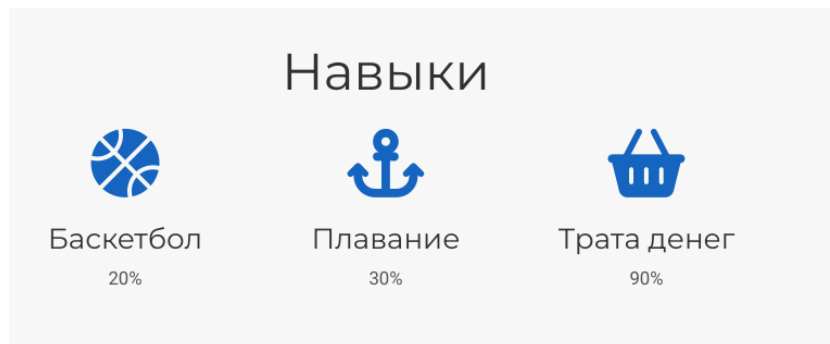 Навыки
Баскетбол
20%
Плавание
30%
Трата денег
90%